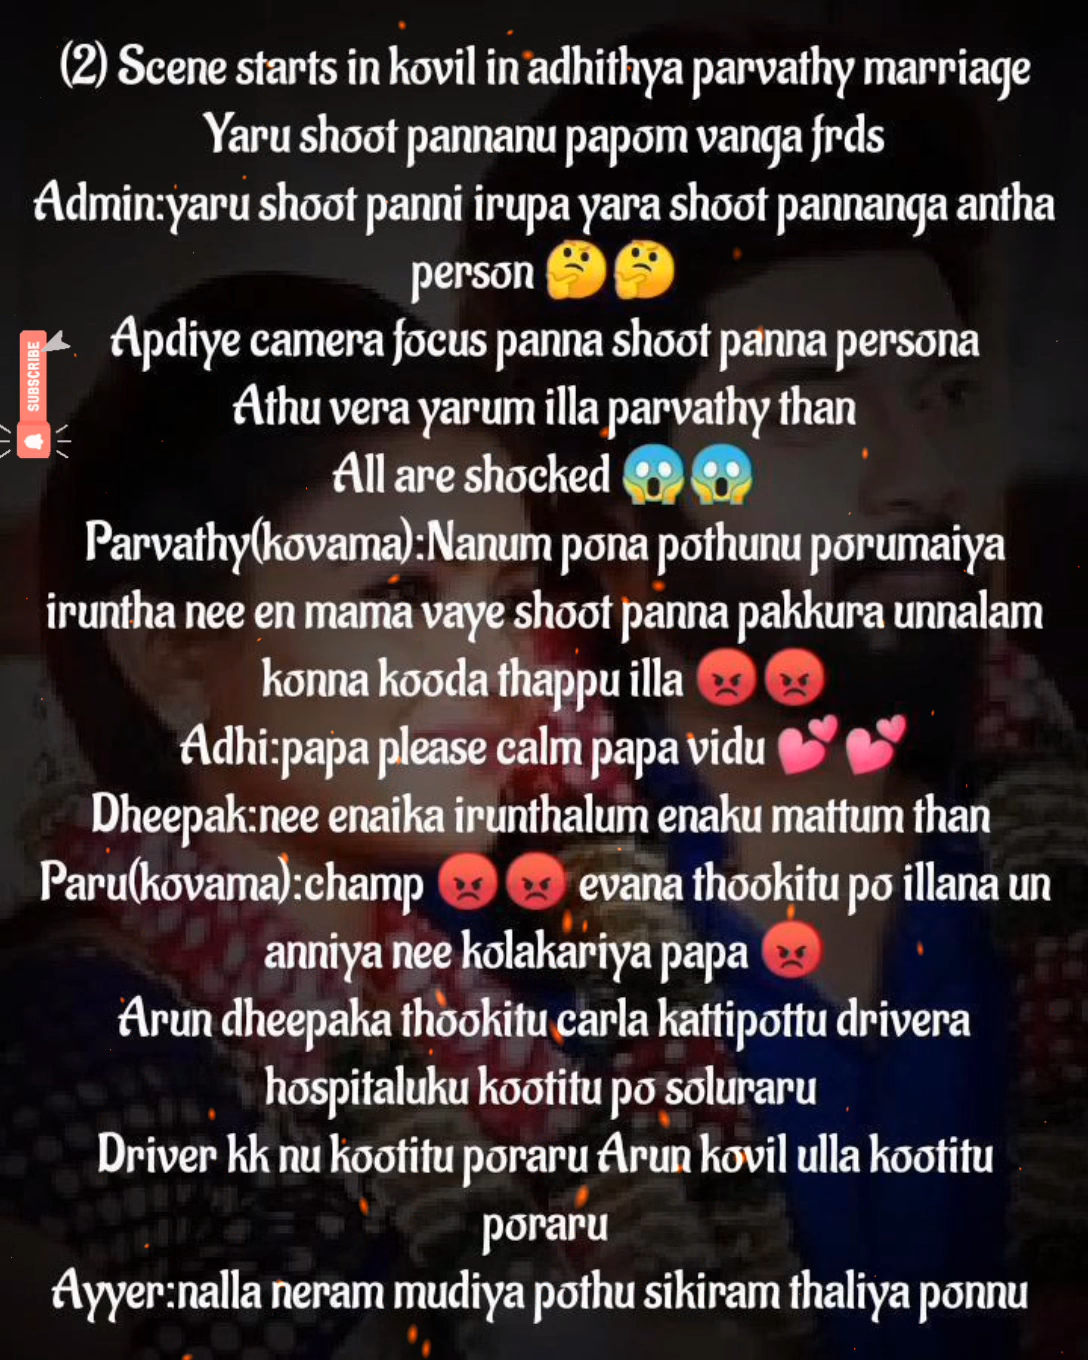 (2) Scene starts in kovil in adhithya parvathy marriage
Yaru shoot pannanu papom vanga frds
Admin:yaru shoot panni irupa yara shoot pannanga antha
person 🤔🤔
Apdiye camera focus panna shoot panna persona
SUBSCRIBE
Athu vera yarum illa parvathy than
All are shocked 😱😱
Parvathy(kovama):Nanum pona pothunu porumaiya
iruntha nee en mama vaye shoot panna pakkura unnalam
konna kooda thappu illa 😡😡
Adhi:papa please calm papa vidu 💕💕
Dheepak:nee enaika irunthalum enaku mattum than
Paru(kovama):champ 😡😡 evana thookitu po illana un
anniya nee kolakariya papa 😡
Arun dheepaka thookitu carla kattipottu drivera
hospitaluku kootitu po soluraru
Driver kk nu kootitu poraru Arun kovil ulla kootitu
poraru
Ayyer:nalla neram mudiya pothu sikiram thaliya ponnu